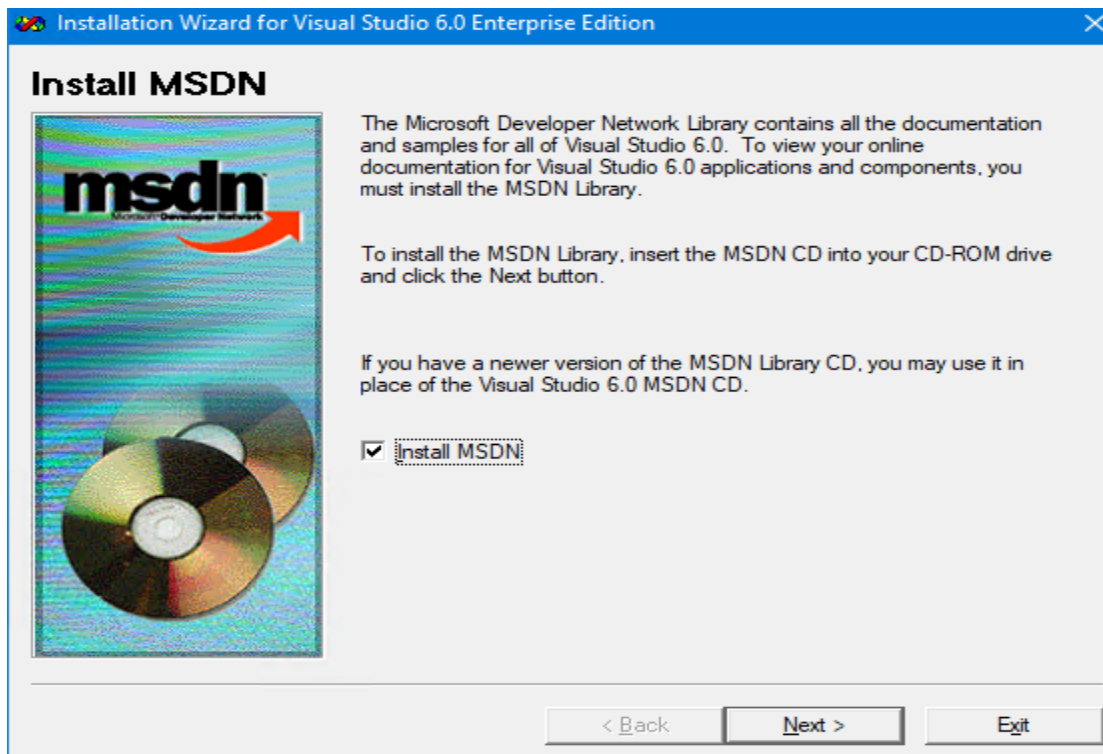 Installation Wizard for Visual Studio 6.0 Enterprise Edition
Install MSDN
msdn
Microsoft Developer Network
The Microsoft Developer Network Library contains all the documentation
and samples for all of Visual Studio 6.0.  To view your online
documentation for Visual Studio 6.0 applications and components, you
must install the MSDN Library.
To install the MSDN Library, insert the MSDN CD into your CD-ROM drive
and click the Next button.
If you have a newer version of the MSDN Library CD, you may use it in
place of the Visual Studio 6.0 MSDN CD.
Install MSDN
< Back
Next >
Exit